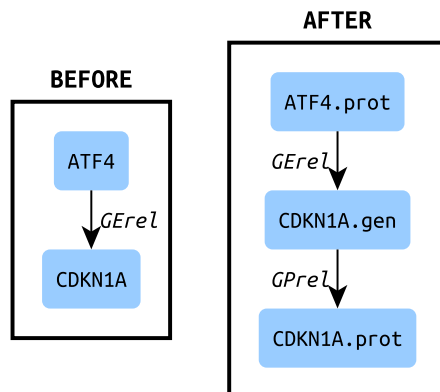 BEFORE
ATF4
GErel
CDKN1A
AFTER
ATF4.prot
GErel
CDKN1A.gen
GPrel
CDKN1A.prot